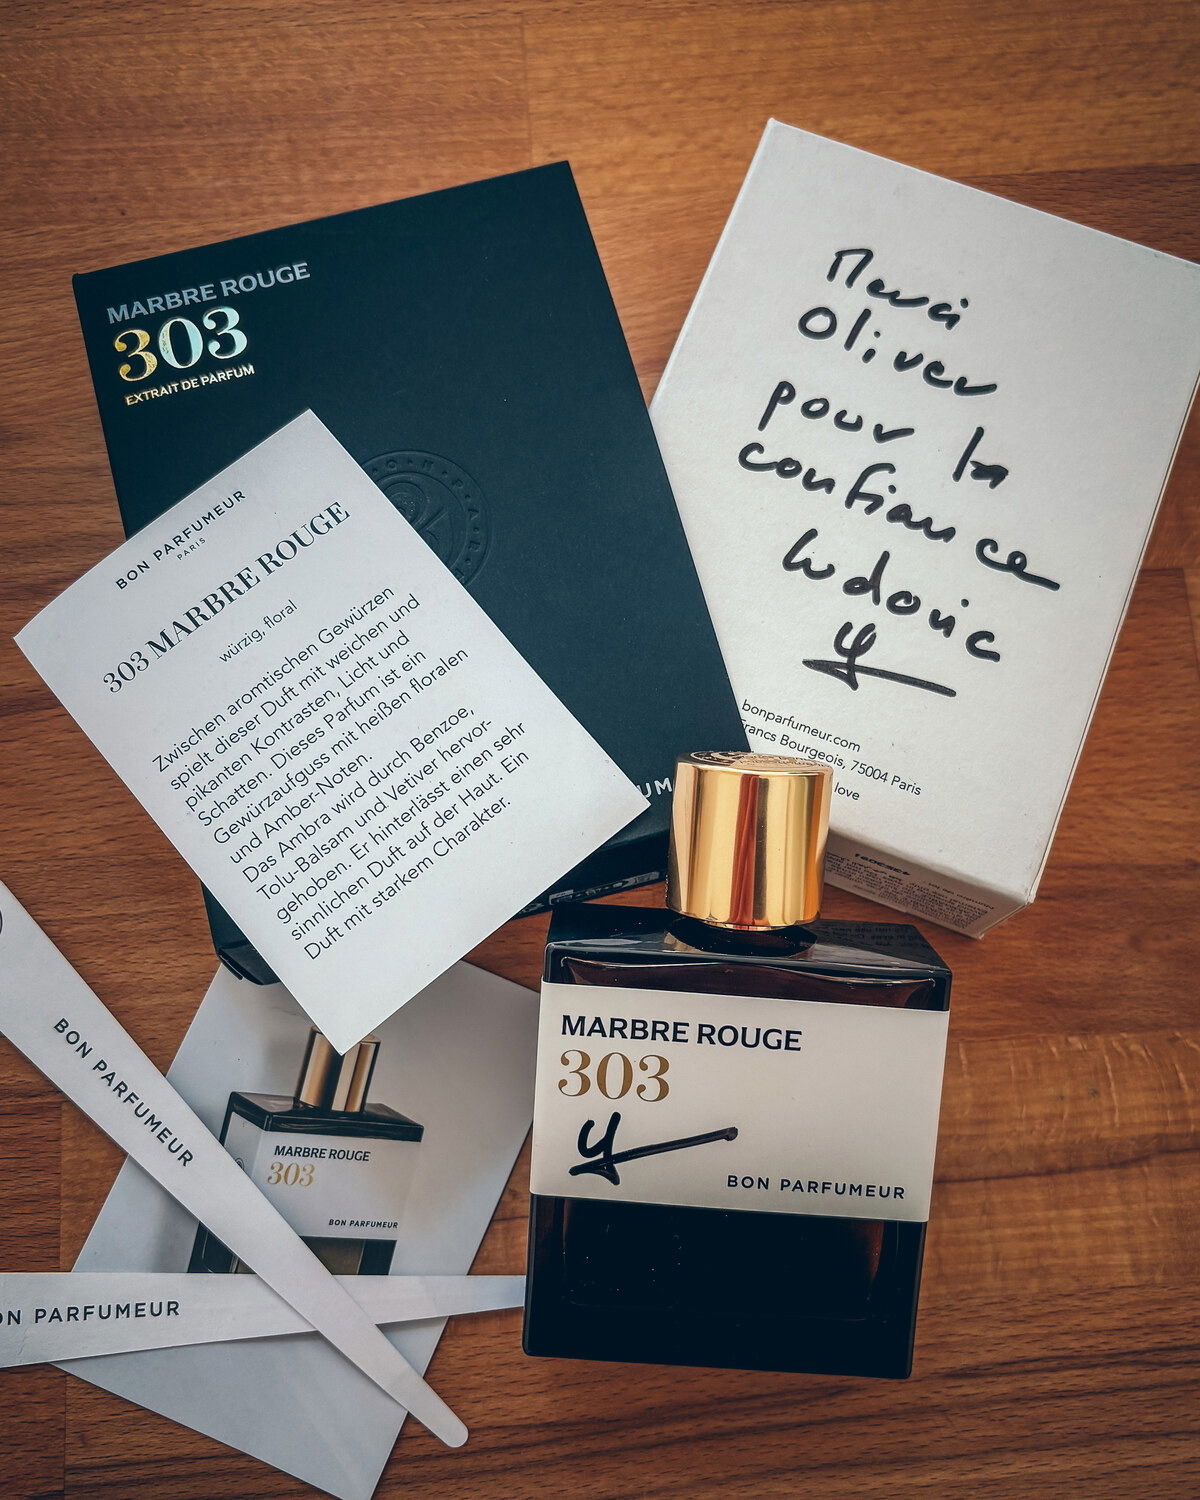 MARBRE ROUGE
303
EXTRAIT DE PARFUM
Merci
Oliver
pour la
confiance
Ludovic
bonparfumeur.com
Francs Bourgeois, 75004 Paris
love
BON PARFUMEUR
PARIS
303 MARBRE ROUGE
würzig, floral
Zwischen aromtischen Gewürzen
spielt dieser Duft mit weichen und
pikanten Kontrasten, Licht und
Schatten. Dieses Parfum ist ein
Gewürzaufguss mit heißen floralen
und Amber-Noten.
Das Ambra wird durch Benzoe,
Tolu-Balsam und Vetiver hervor-
gehoben. Er hinterlässt einen sehr
sinnlichen Duft auf der Haut. Ein
Duft mit starkem Charakter.
MARBRE ROUGE
303
BON PARFUMEUR
BON PARFUMEUR
MARBRE ROUGE
303
BON PARFUMEUR
ON PARFUMEUR